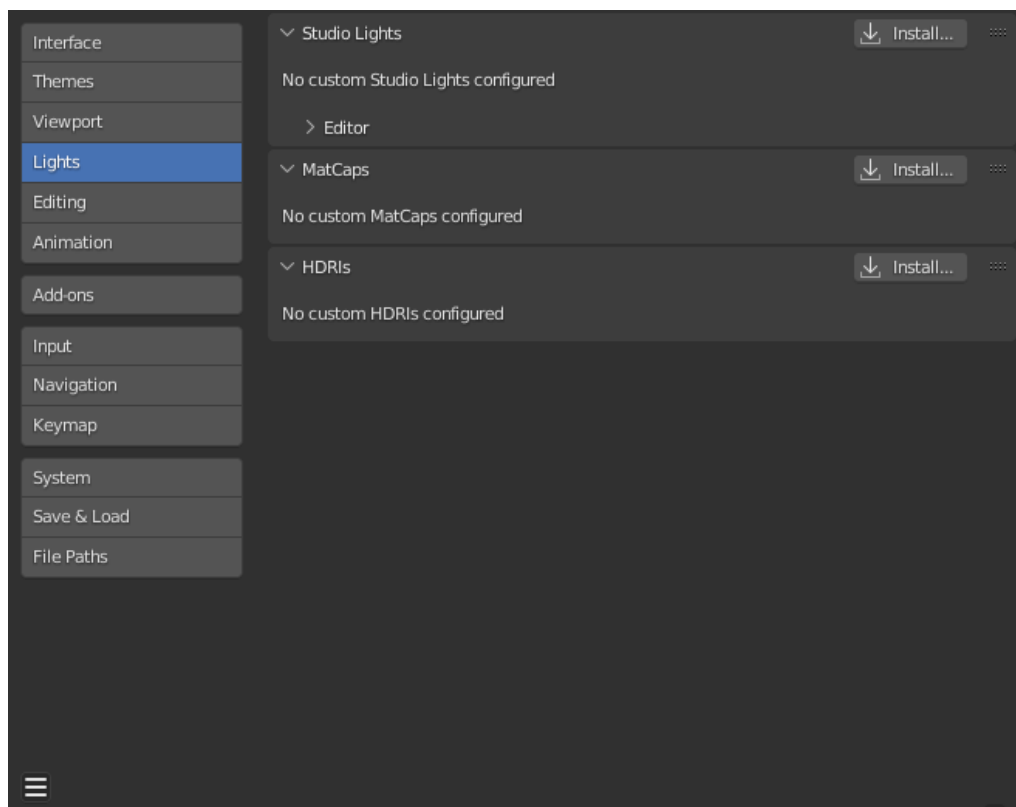 Interface
Themes
Viewport
Lights
Editing
Animation
Add-ons
Input
Navigation
Keymap
System
Save & Load
File Paths
Studio Lights Install...
No custom Studio Lights configured
Editor
MatCaps Install...
No custom MatCaps configured
HDRIs Install...
No custom HDRIs configured